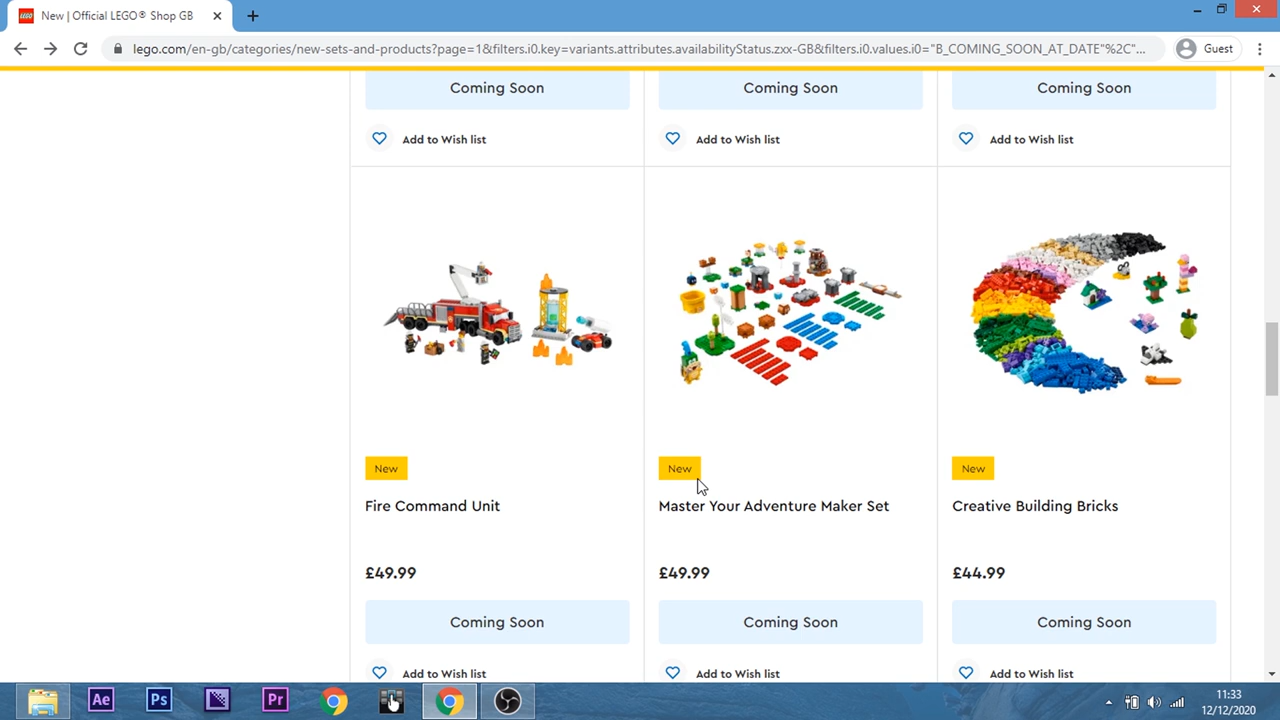 New | Official LEGO® Shop GB
lego.com/en-gb/categories/new-sets-and-products?page=1&filters.i0.key=variants.attributes.availabilityStatus.zxx-GB&filters.i0.values.i0="B_COMING_SOON_AT_DATE"%2C"...
Guest
Coming Soon Coming Soon Coming Soon
Add to Wish list Add to Wish list Add to Wish list
New New New
Fire Command Unit Master Your Adventure Maker Set Creative Building Bricks
£49.99 £49.99 £44.99
Coming Soon Coming Soon Coming Soon
Add to Wish list Add to Wish list Add to Wish list
Ae Ps Pr
11:33
12/12/2020